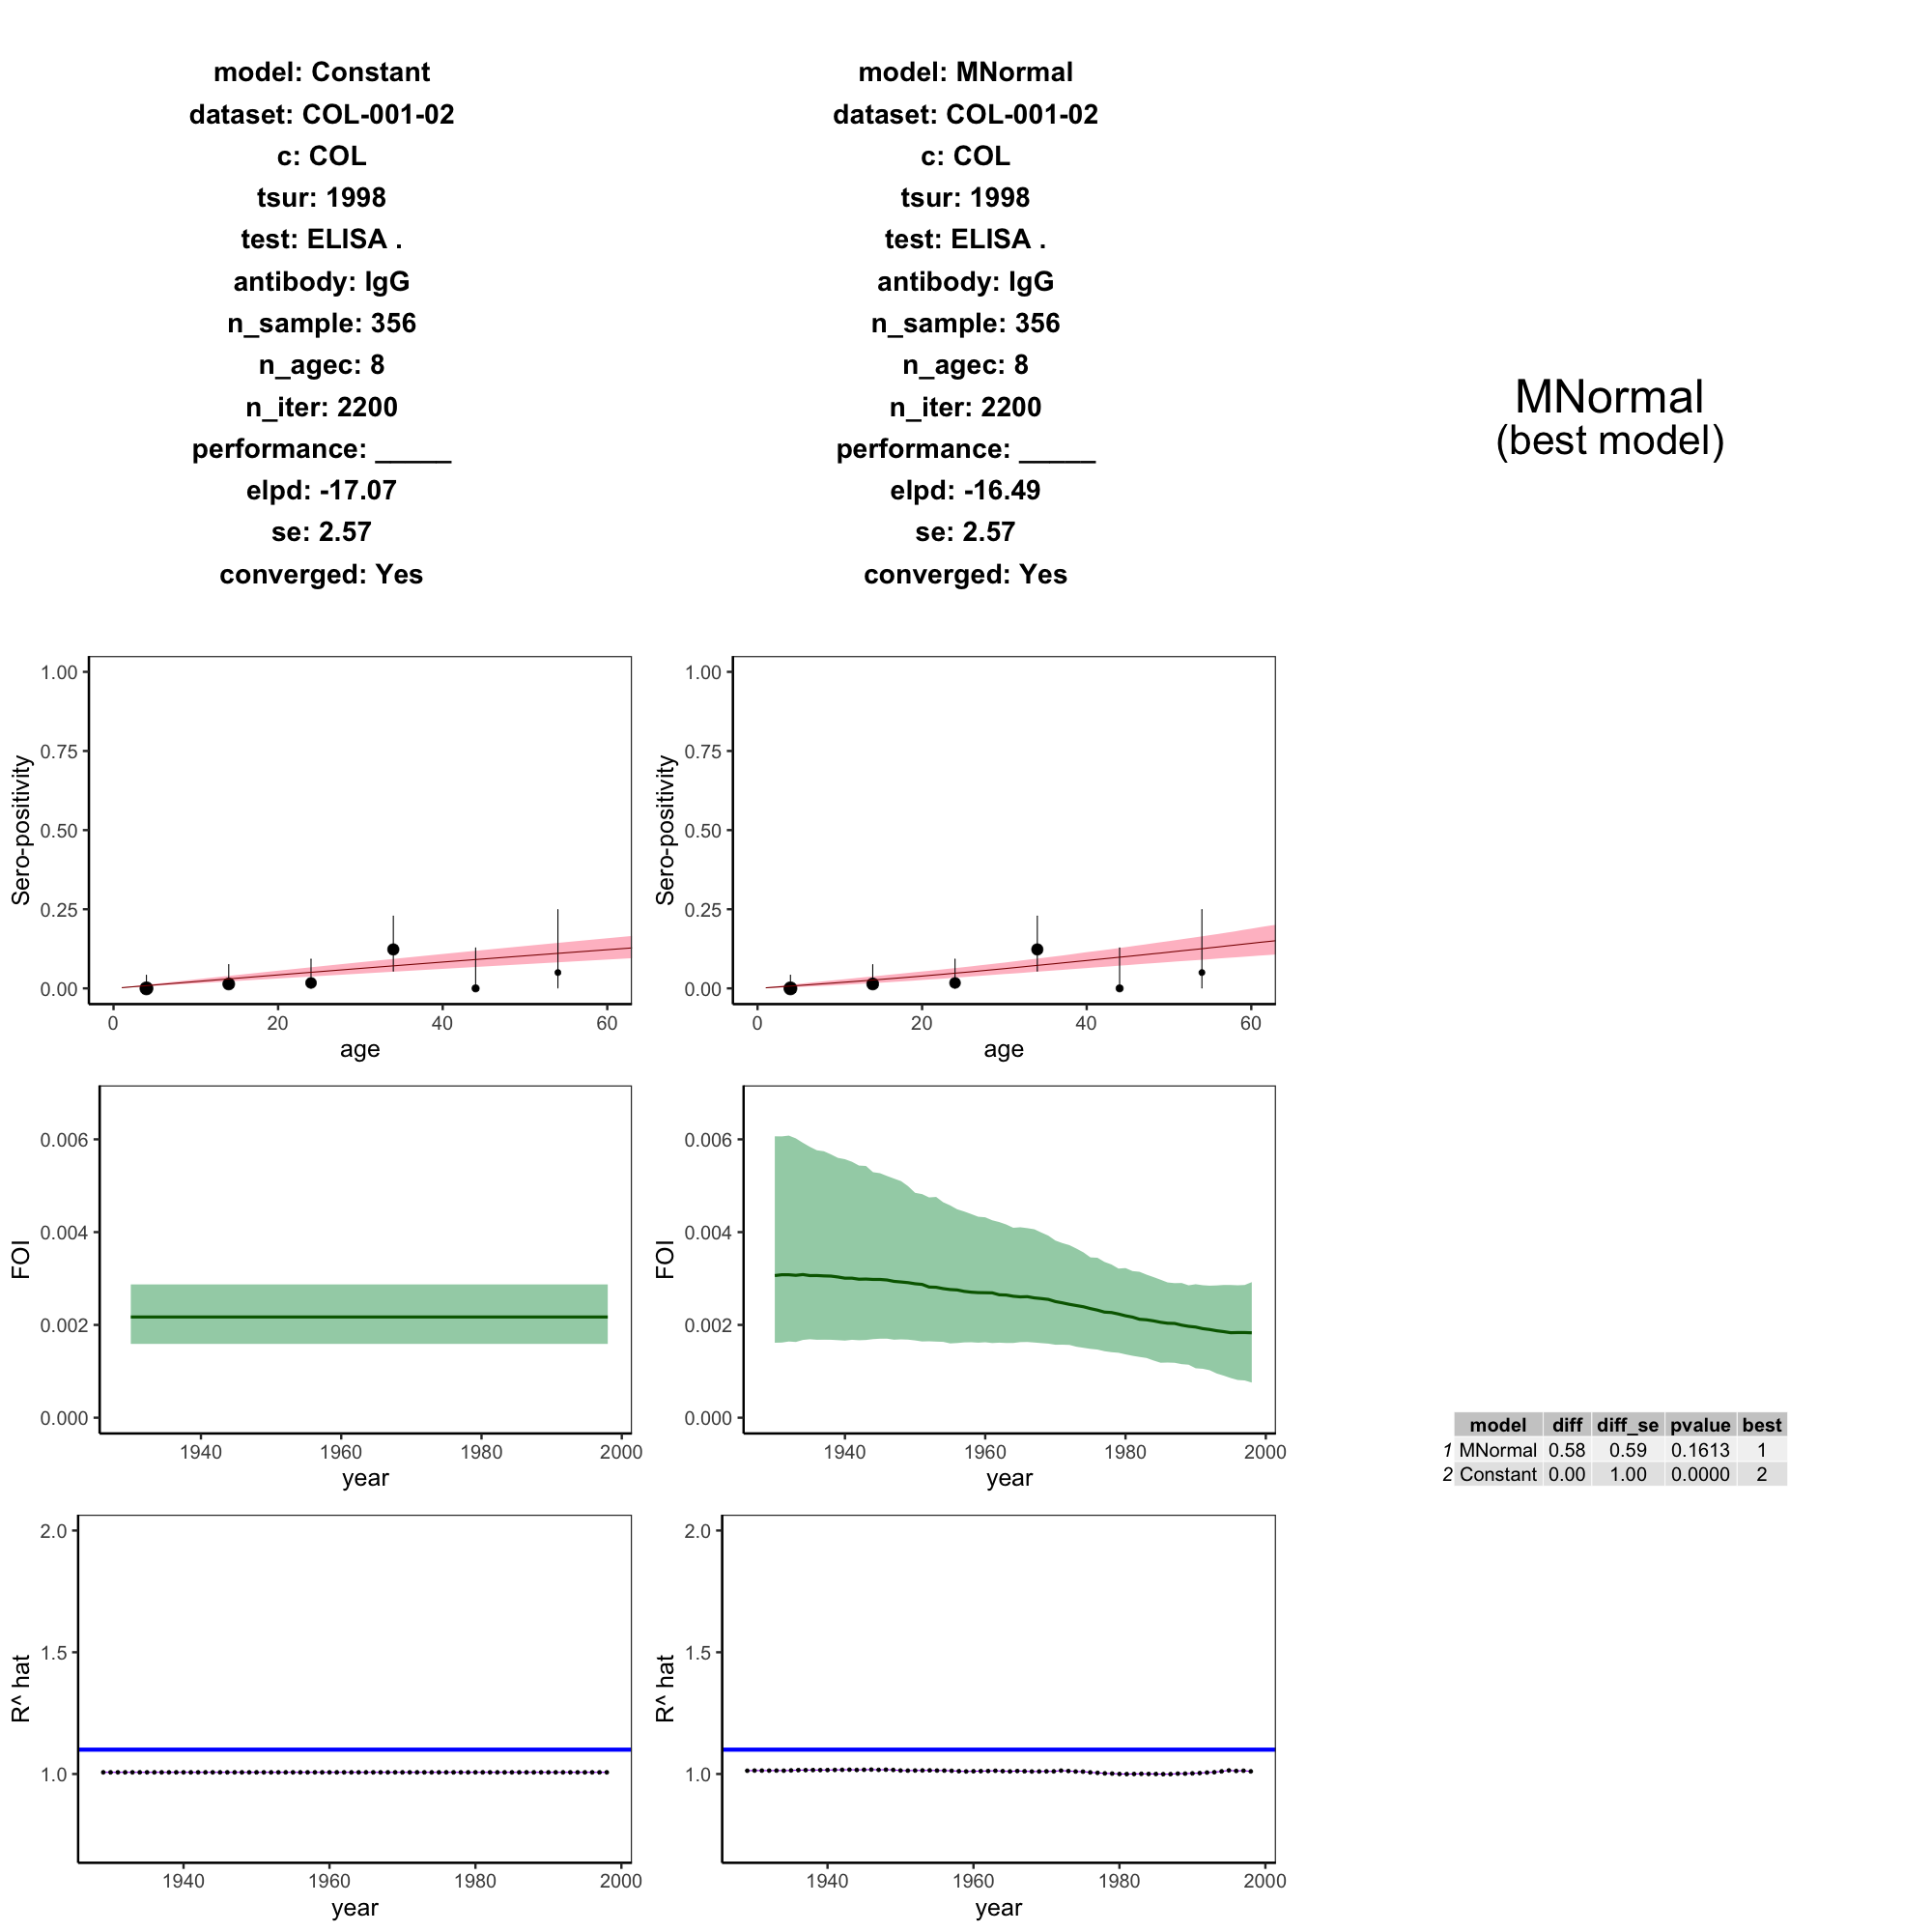 model: Constant
dataset: COL-001-02
c: COL
tsur: 1998
test: ELISA .
antibody: IgG
n_sample: 356
n_agec: 8
n_iter: 2200
performance: _____
elpd: -17.07
se: 2.57
converged: Yes
model: MNormal
dataset: COL-001-02
c: COL
tsur: 1998
test: ELISA .
antibody: IgG
n_sample: 356
n_agec: 8
n_iter: 2200
performance: _____
elpd: -16.49
se: 2.57
converged: Yes
MNormal
(best model)
Sero-positivity
1.00
0.75
0.50
0.25
0.00
0 20 40 60
age
Sero-positivity
1.00
0.75
0.50
0.25
0.00
0 20 40 60
age
FOI
0.006
0.004
0.002
0.000
1940 1960 1980 2000
year
FOI
0.006
0.004
0.002
0.000
1940 1960 1980 2000
year
model diff diff_se pvalue best
1 MNormal 0.58 0.59 0.1613 1
2 Constant 0.00 1.00 0.0000 2
R^ hat
2.0
1.5
1.0
1940 1960 1980 2000
year
R^ hat
2.0
1.5
1.0
1940 1960 1980 2000
year